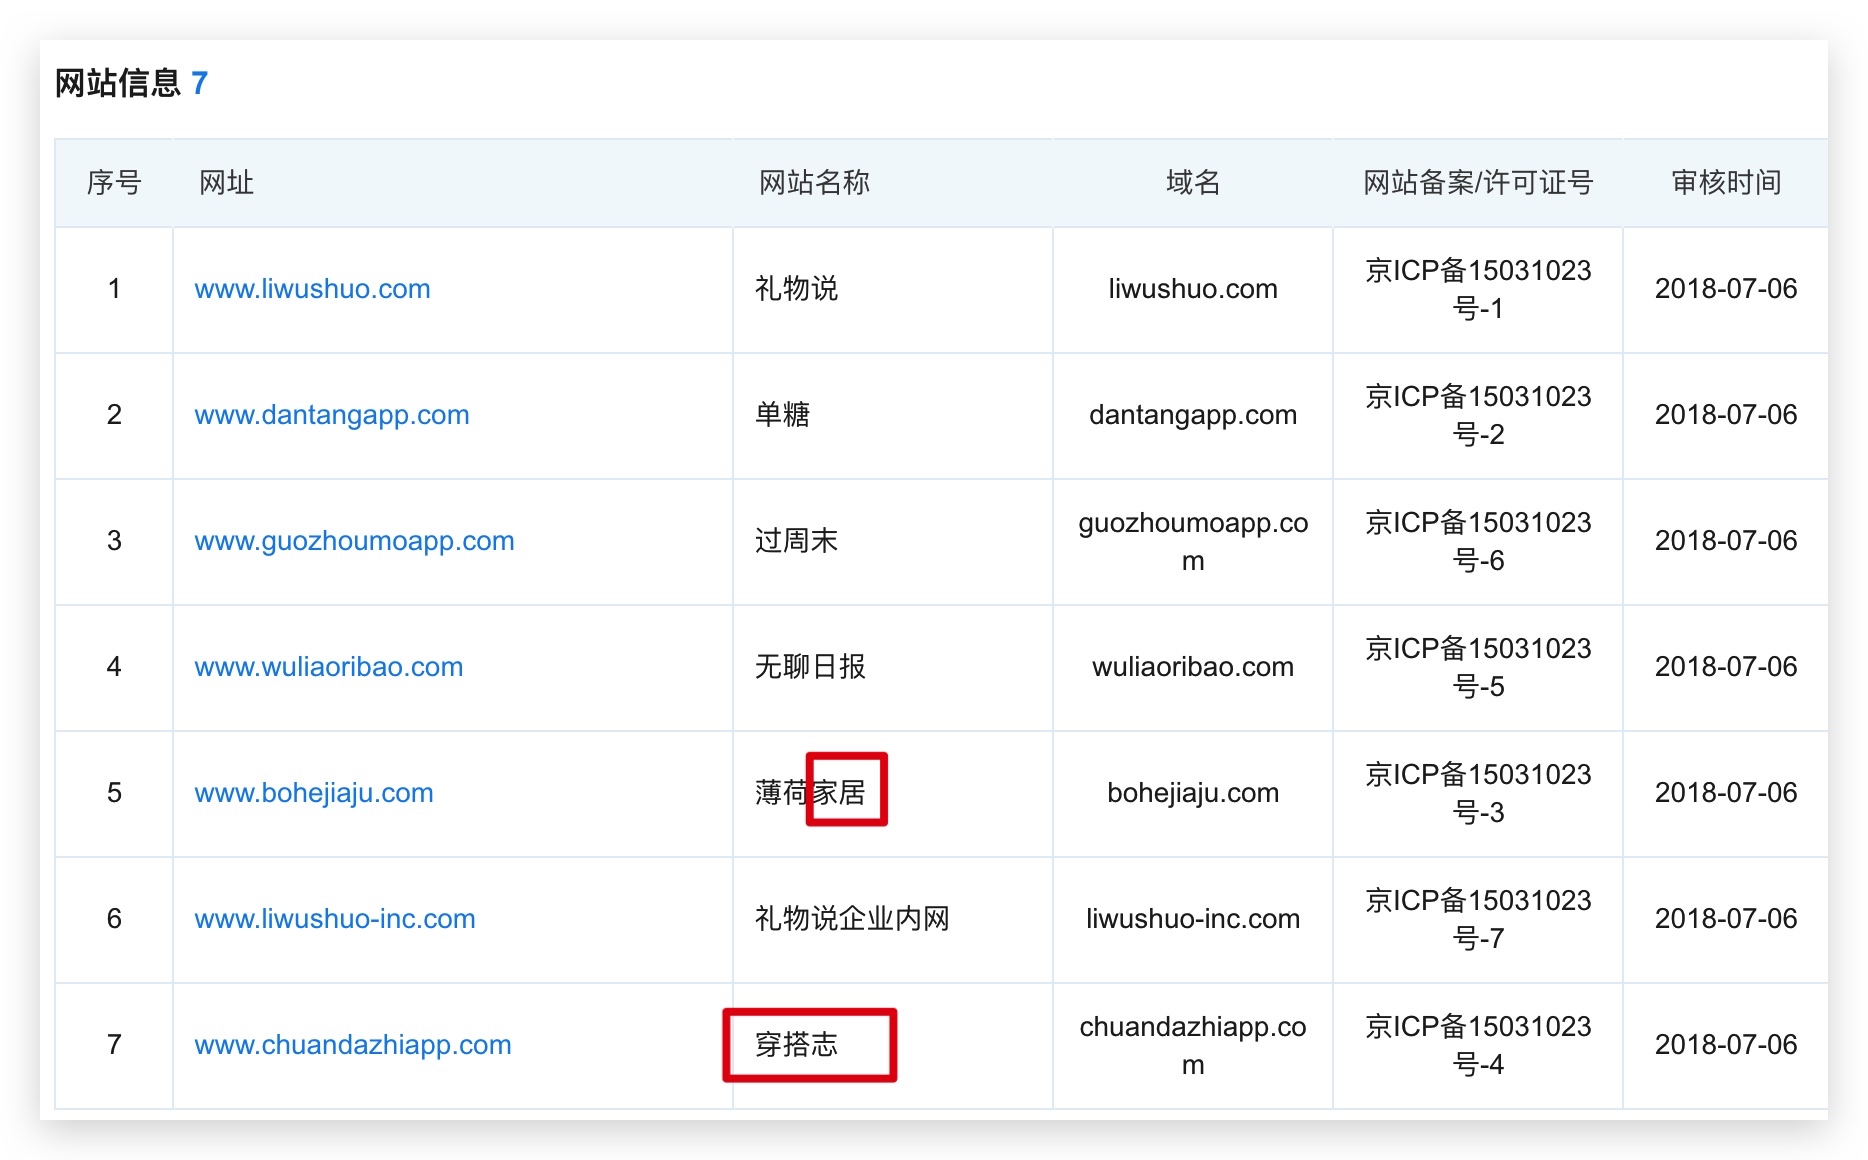 网站信息 7
序号 网址 网站名称 域名 网站备案/许可证号 审核时间
1 www.liwushuo.com 礼物说 liwushuo.com 京ICP备15031023
号-1 2018-07-06
2 www.dantangapp.com 单糖 dantangapp.com 京ICP备15031023
号-2 2018-07-06
3 www.guozhoumoapp.com 过周末 guozhoumoapp.co
m 京ICP备15031023
号-6 2018-07-06
4 www.wuliaoribao.com 无聊日报 wuliaoribao.com 京ICP备15031023
号-5 2018-07-06
5 www.bohejiaju.com 薄荷家居 bohejiaju.com 京ICP备15031023
号-3 2018-07-06
6 www.liwushuo-inc.com 礼物说企业内网 liwushuo-inc.com 京ICP备15031023
号-7 2018-07-06
7 www.chuandazhiapp.com 穿搭志 chuandazhiapp.co
m 京ICP备15031023
号-4 2018-07-06